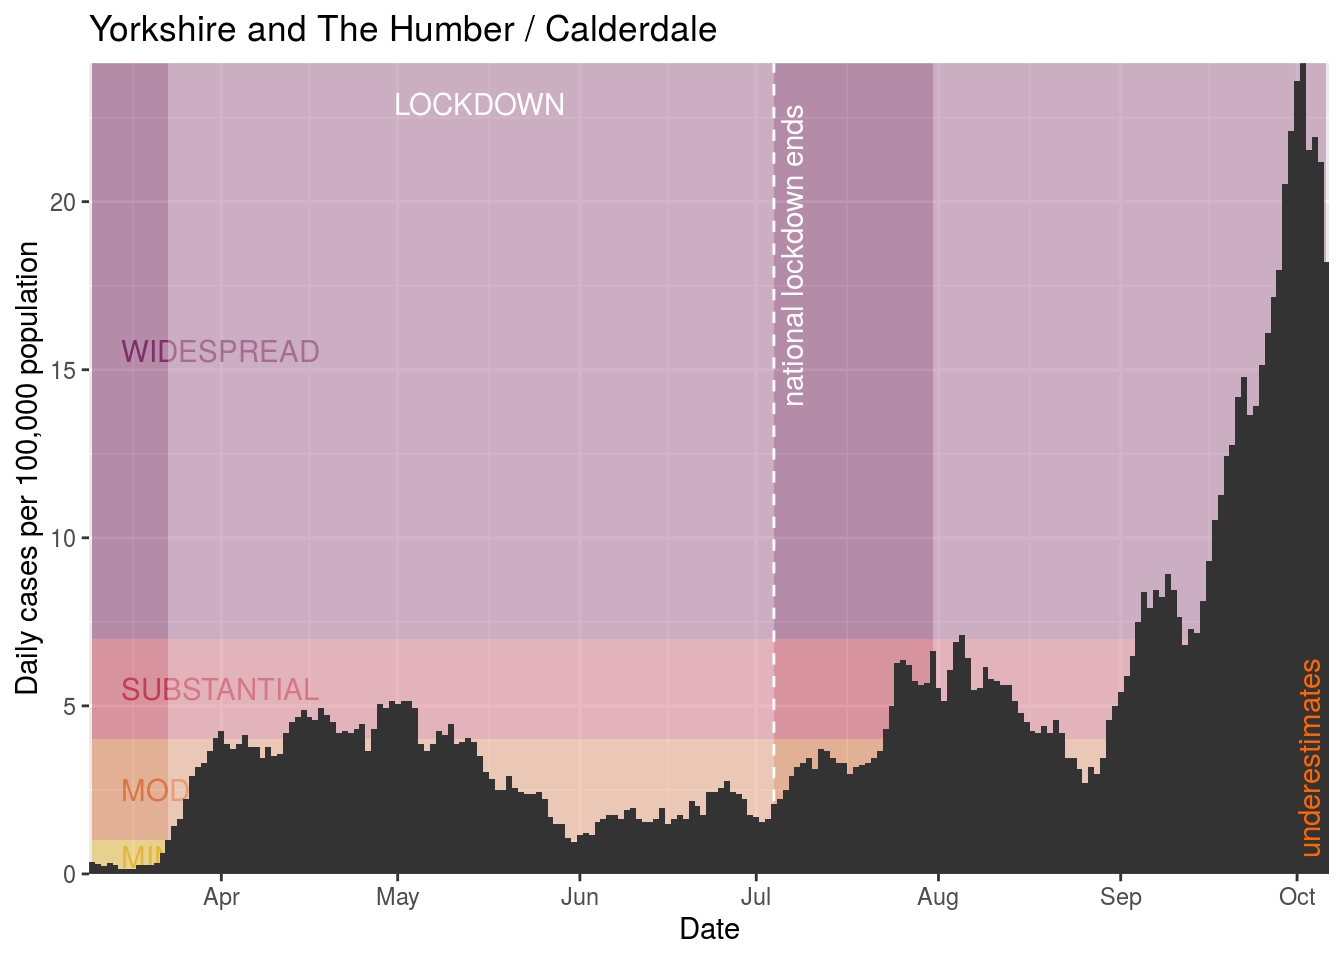 Yorkshire and The Humber / Calderdale
LOCKDOWN
national lockdown ends
WIDESPREAD
SUBSTANTIAL
MOD
MIN
underestimates
Daily cases per 100,000 population
20
15
10
5
0
Apr May Jun Jul Aug Sep Oct
Date